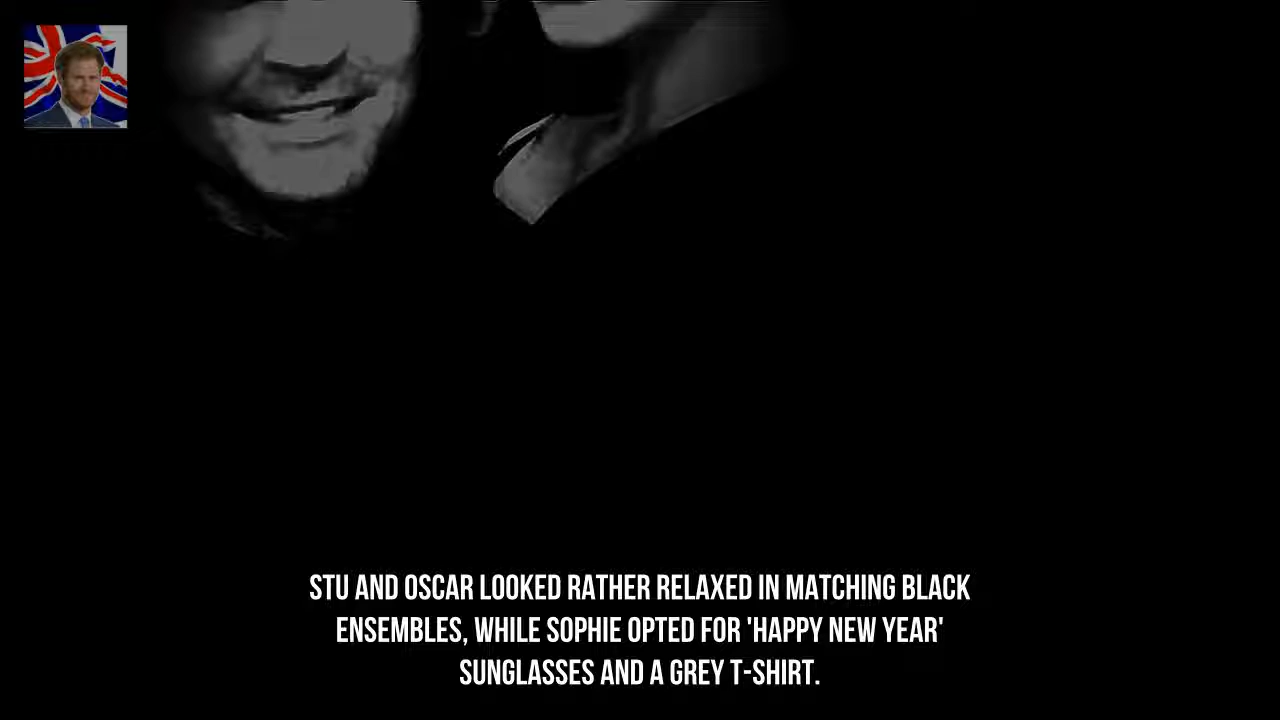 STU AND OSCAR LOOKED RATHER RELAXED IN MATCHING BLACK
ENSEMBLES, WHILE SOPHIE OPTED FOR 'HAPPY NEW YEAR'
SUNGLASSES AND A GREY T-SHIRT.